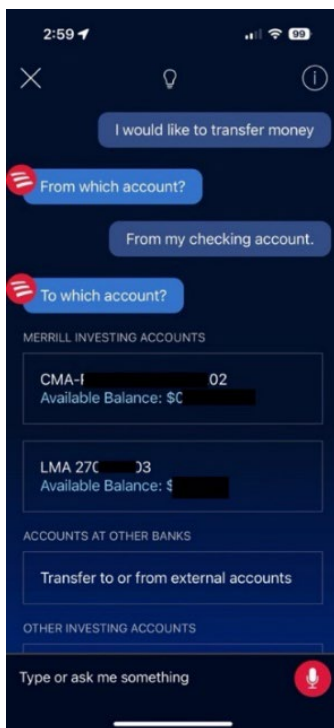 2:59
99
I would like to transfer money
From which account?
From my checking account.
To which account?
MERRILL INVESTING ACCOUNTS
CMA- 02
Available Balance: $
LMA 270 03
Available Balance: $
ACCOUNTS AT OTHER BANKS
Transfer to or from external accounts
OTHER INVESTING ACCOUNTS
Type or ask me something